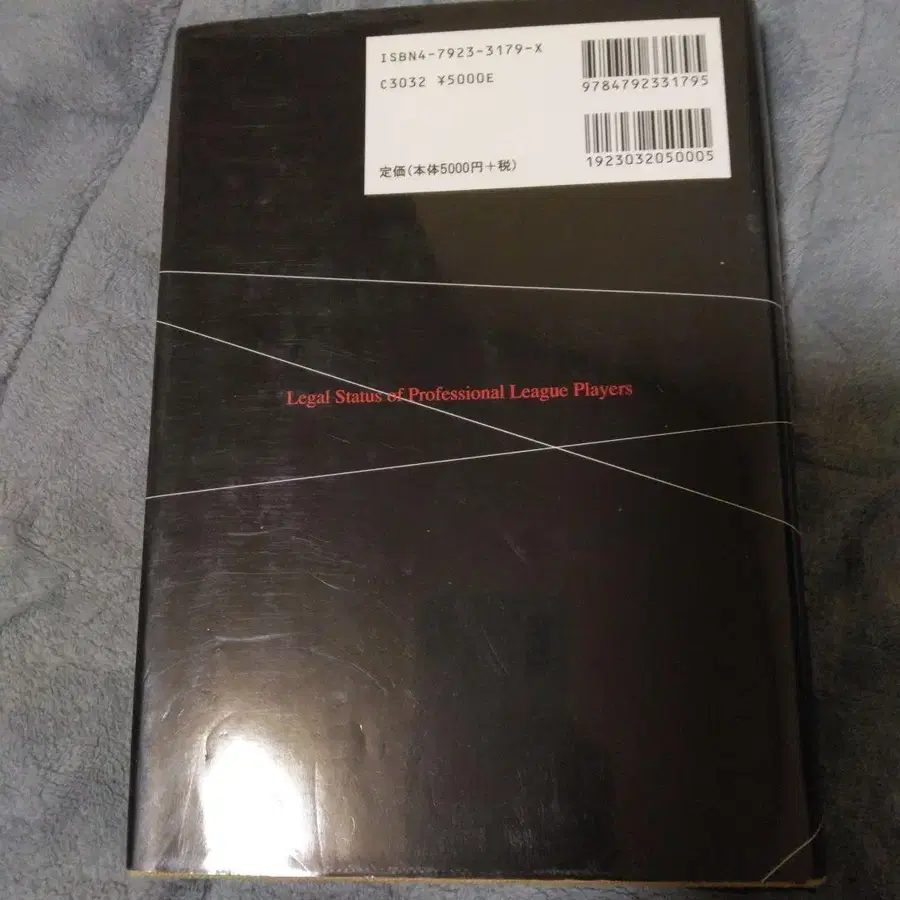 ISBN4-7923-3179-X
C3032 ¥5000E
定価(本体5000円+税)
9784792331795
1923032050005
Legal Status of Professional League Players